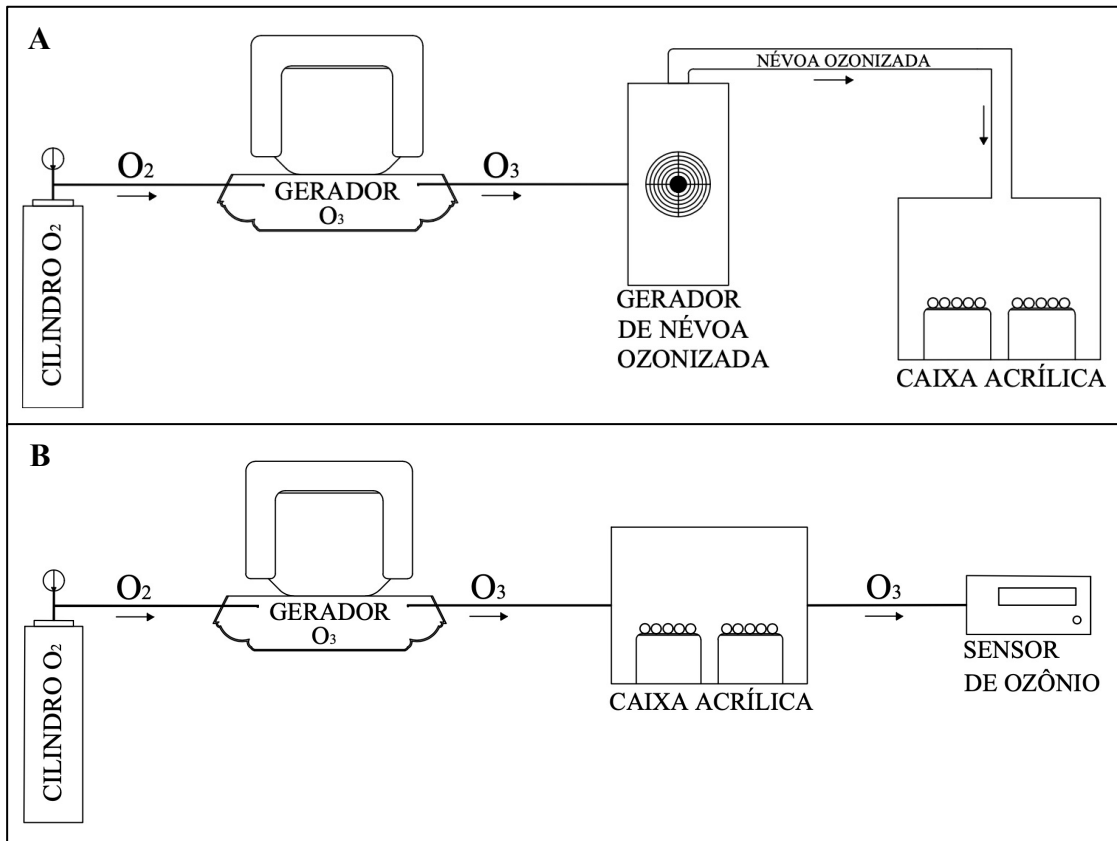 A
NÉVOA OZONIZADA
O₂
O₃
GERADOR
O₃
CILINDRO O₂
GERADOR
DE NÉVOA
OZONIZADA
CAIXA ACRÍLICA
B
O₂
O₃
O₃
GERADOR
O₃
CILINDRO O₂
CAIXA ACRÍLICA
SENSOR
DE OZÔNIO